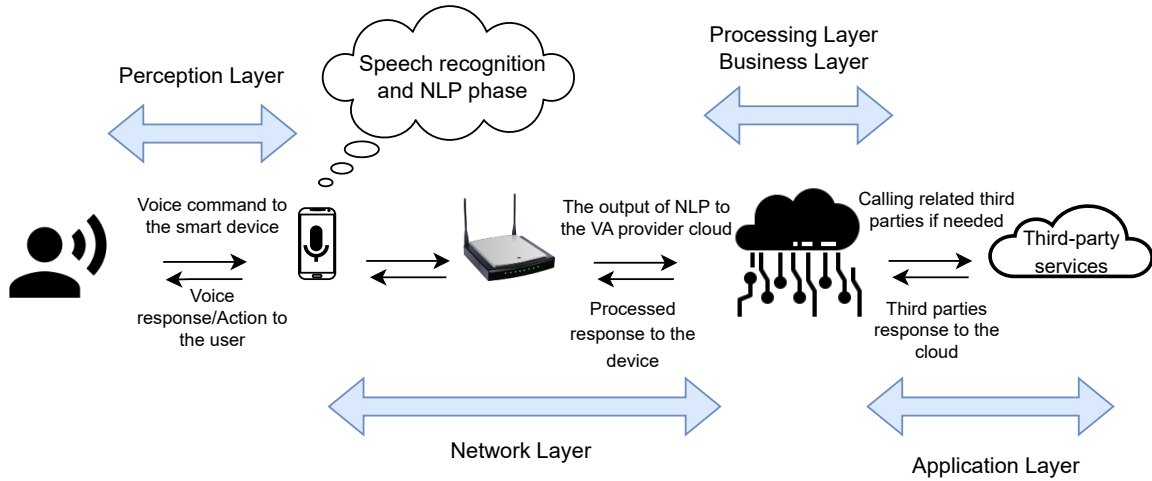 Perception Layer
Speech recognition
and NLP phase
Processing Layer
Business Layer
Voice command to
the smart device
Voice
response/Action to
the user
The output of NLP to
the VA provider cloud
Processed
response to the
device
Calling related third
parties if needed
Third-party
services
Third parties
response to the
cloud
Network Layer
Application Layer